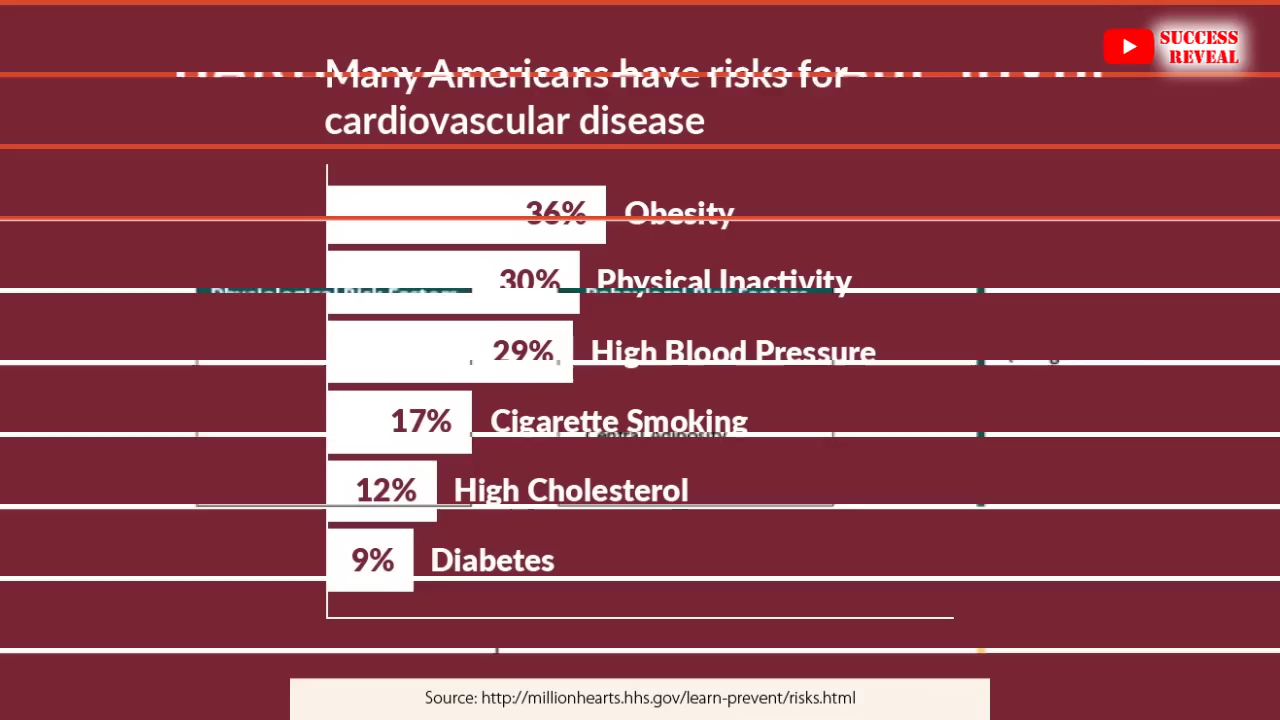 SUCCESS
REVEAL
Many Americans have risks for
cardiovascular disease
36% Obesity
30% Physical Inactivity
29% High Blood Pressure
17% Cigarette Smoking
12% High Cholesterol
9% Diabetes
Source: http://millionhearts.hhs.gov/learn-prevent/risks.html